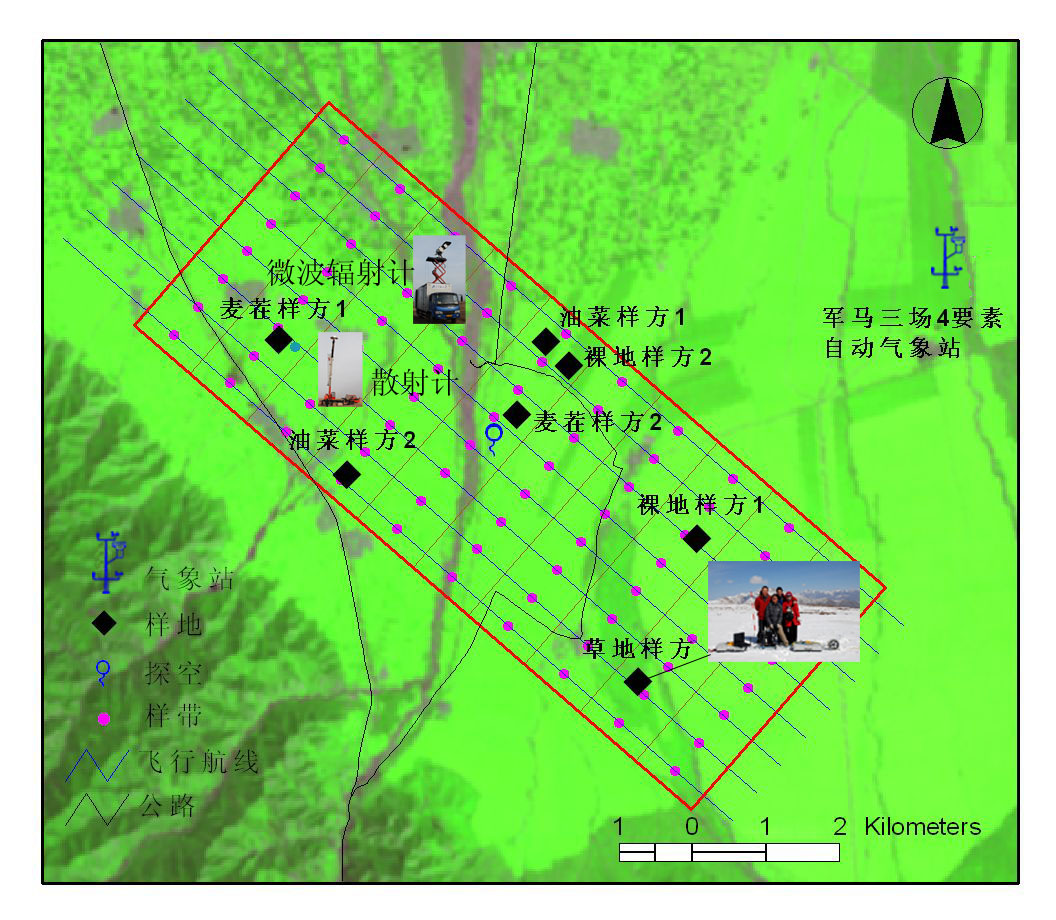 微波辐射计
麦茬样方1
油菜样方1
军马三场4要素
自动气象站
裸地样方2
散射计
麦茬样方2
油菜样方2
裸地样方1
草地样方
气象站
样地
探空
样带
飞行航线
公路
1 0 1 2 Kilometers